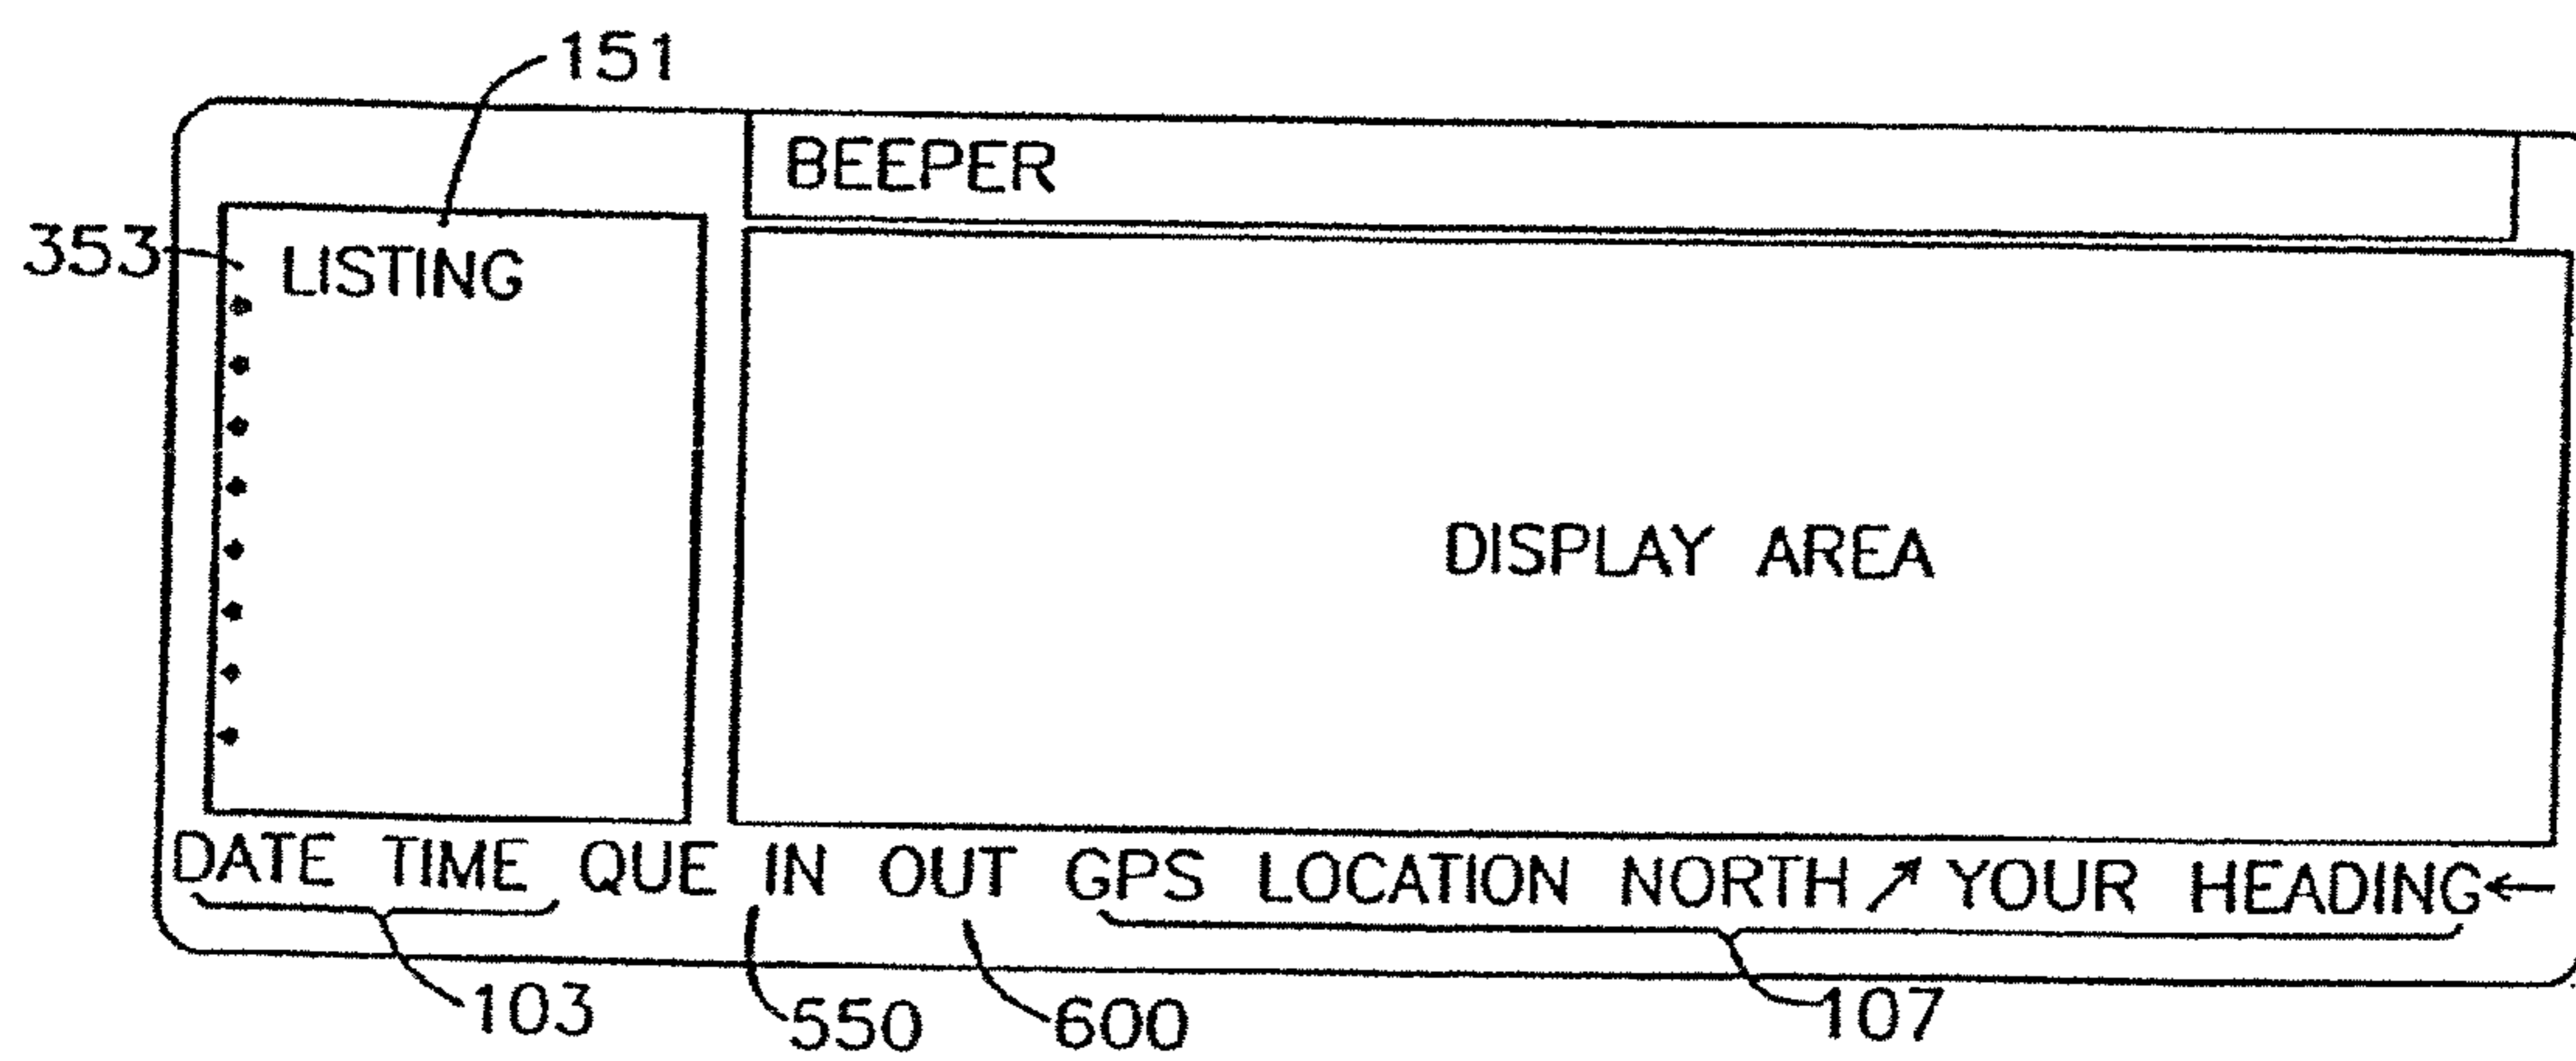 151
BEEPER
353 LISTING
DISPLAY AREA
DATE TIME QUE IN OUT GPS LOCATION NORTH ↗ YOUR HEADING ←
103 550 600 107